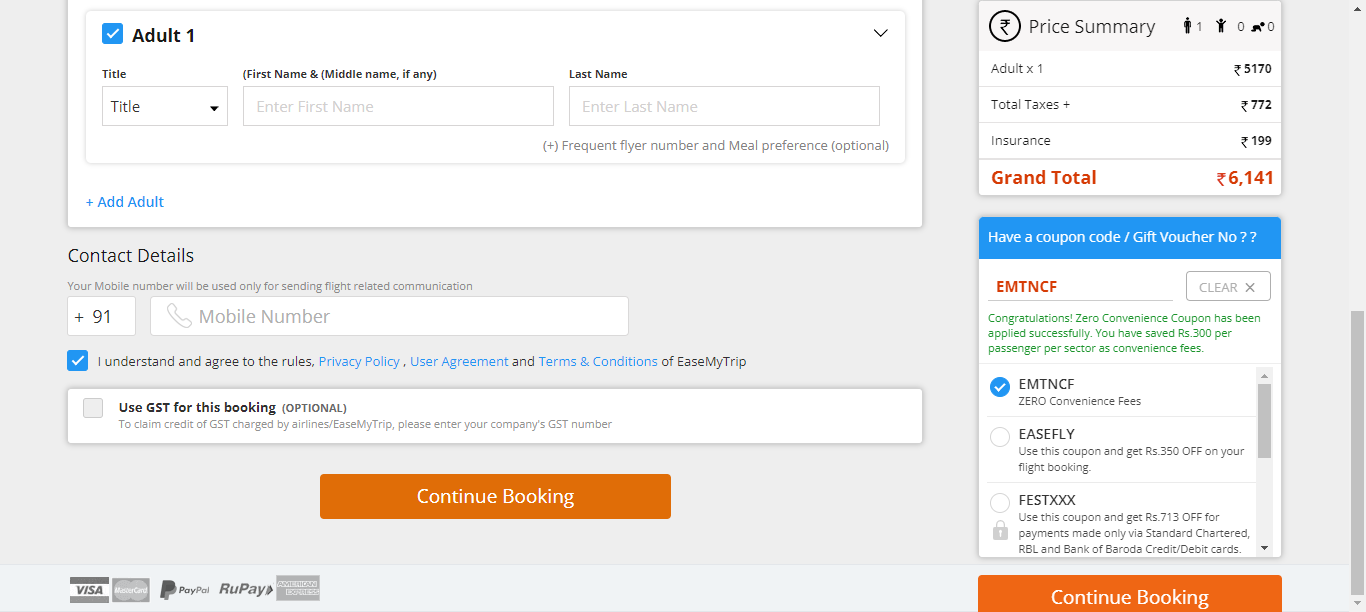 Adult 1
Title
(First Name & (Middle name, if any)
Last Name
Title
Enter First Name
Enter Last Name
(+) Frequent flyer number and Meal preference (optional)
+ Add Adult
Contact Details
Your Mobile number will be used only for sending flight related communication
+ 91
Mobile Number
I understand and agree to the rules, Privacy Policy , User Agreement and Terms & Conditions of EaseMyTrip
Use GST for this booking (OPTIONAL)
To claim credit of GST charged by airlines/EaseMyTrip, please enter your company's GST number
Continue Booking
VISA MasterCard PayPal RuPay AMERICAN EXPRESS
₹ Price Summary 1 0 0
Adult x 1 ₹ 5170
Total Taxes + ₹ 772
Insurance ₹ 199
Grand Total ₹ 6,141
Have a coupon code / Gift Voucher No ? ?
EMTNCF CLEAR ✕
Congratulations! Zero Convenience Coupon has been
applied successfully. You have saved Rs.300 per
passenger per sector as convenience fees.
EMTNCF
ZERO Convenience Fees
EASEFLY
Use this coupon and get Rs.350 OFF on your
flight booking.
FESTXXX
Use this coupon and get Rs.713 OFF for
payments made only via Standard Chartered,
RBL and Bank of Baroda Credit/Debit cards.
Continue Booking